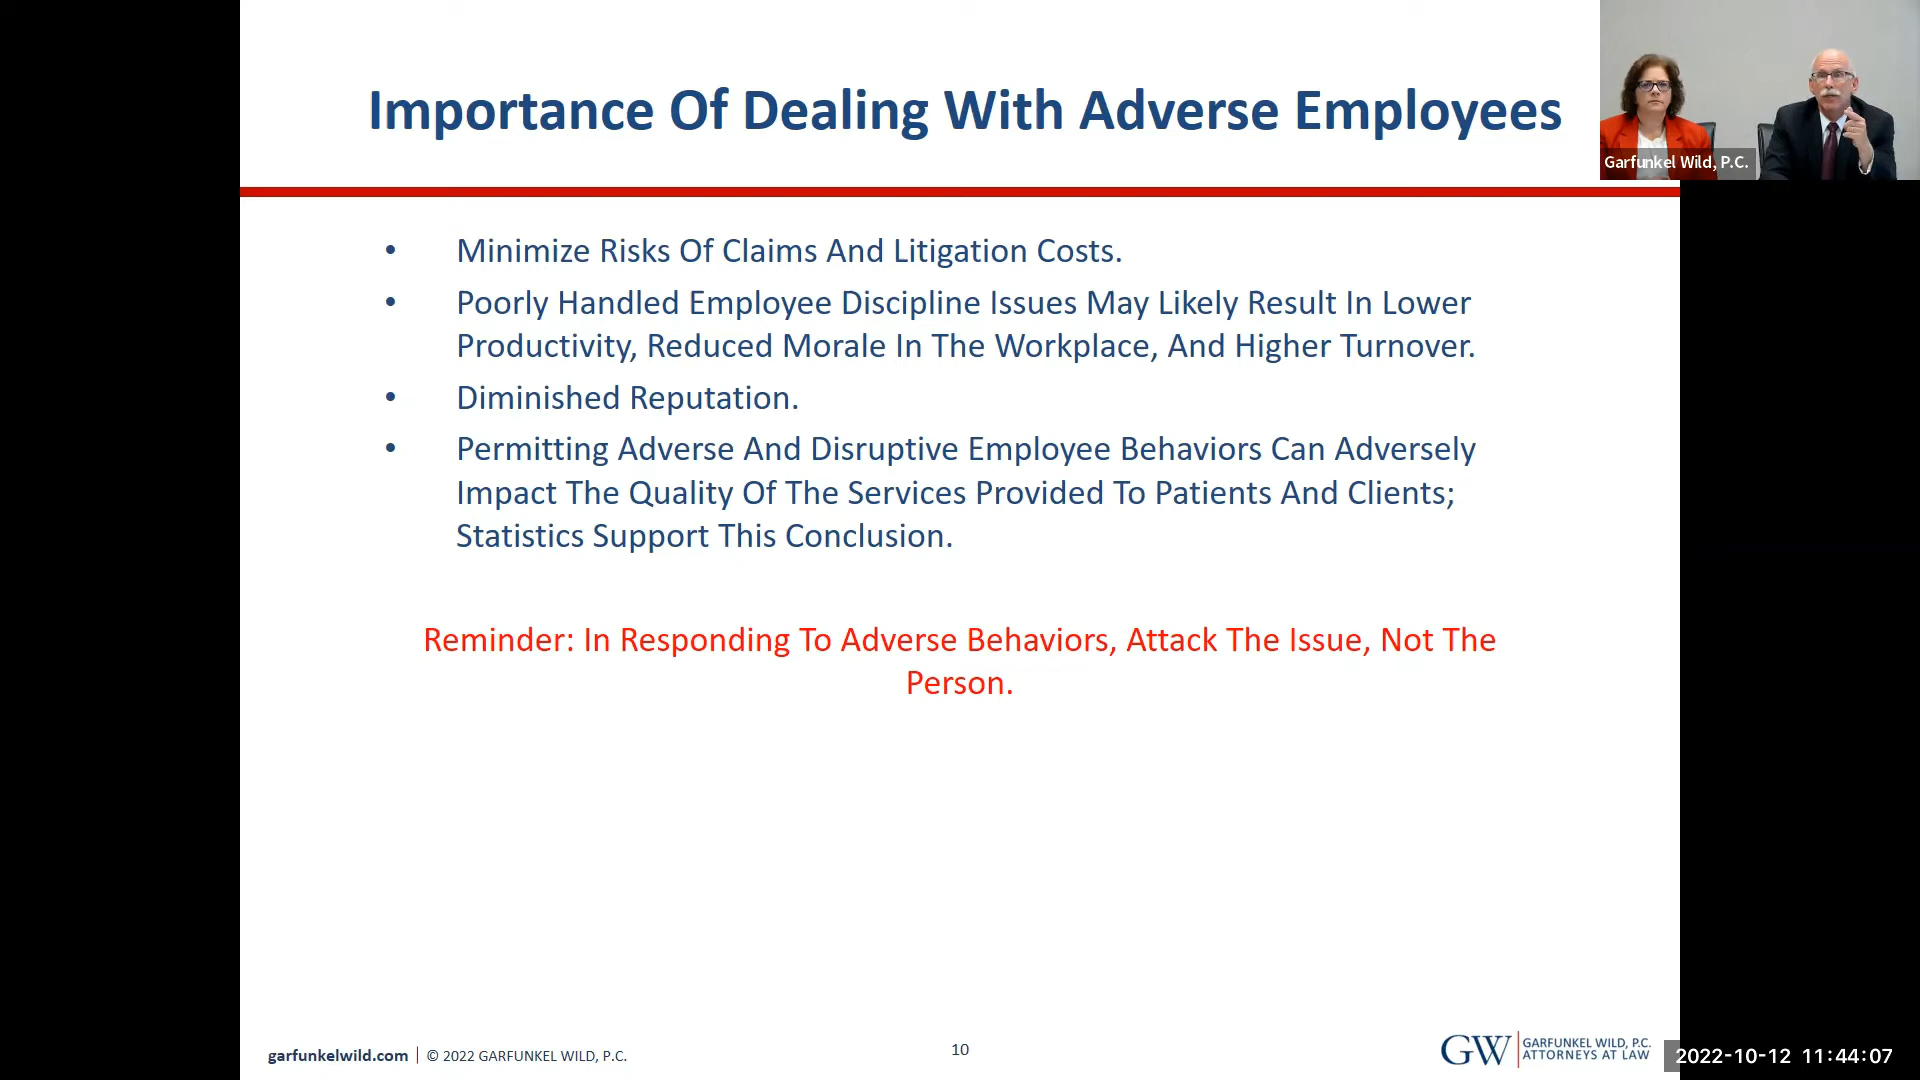 Importance Of Dealing With Adverse Employees
Garfunkel Wild, P.C.
• Minimize Risks Of Claims And Litigation Costs.
• Poorly Handled Employee Discipline Issues May Likely Result In Lower
Productivity, Reduced Morale In The Workplace, And Higher Turnover.
• Diminished Reputation.
• Permitting Adverse And Disruptive Employee Behaviors Can Adversely
Impact The Quality Of The Services Provided To Patients And Clients;
Statistics Support This Conclusion.
Reminder: In Responding To Adverse Behaviors, Attack The Issue, Not The
Person.
garfunkelwild.com | © 2022 GARFUNKEL WILD, P.C.
10
GW
GARFUNKEL WILD, P.C.
ATTORNEYS AT LAW
2022-10-12 11:44:07